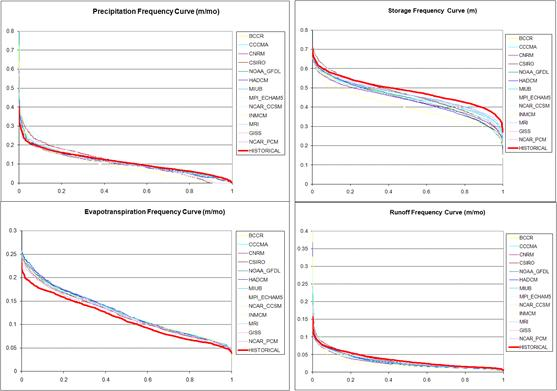 Precipitation Frequency Curve (m/mo)
0.8
0.7
0.6
0.5
0.4
0.3
0.2
0.1
0
0 0.2 0.4 0.6 0.8 1
BCCR
CCCMA
CNRM
CSIRO
NOAA_GFDL
HADCM
MIUB
MPI_ECHAM5
NCAR_CCSM
INMCM
MRI
GISS
NCAR_PCM
HISTORICAL
Storage Frequency Curve (m)
0.8
0.7
0.6
0.5
0.4
0.3
0.2
0.1
0
0 0.2 0.4 0.6 0.8 1
BCCR
CCCMA
CNRM
CSIRO
NOAA_GFDL
HADCM
MIUB
MPI_ECHAM5
NCAR_CCSM
INMCM
MRI
GISS
NCAR_PCM
HISTORICAL
Evapotranspiration Frequency Curve (m/mo)
0.3
0.25
0.2
0.15
0.1
0.05
0
0 0.2 0.4 0.6 0.8 1
BCCR
CCCMA
CNRM
CSIRO
NOAA_GFDL
HADCM
MIUB
MPI_ECHAM5
NCAR_CCSM
INMCM
MRI
GISS
NCAR_PCM
HISTORICAL
Runoff Frequency Curve (m/mo)
0.4
0.35
0.3
0.25
0.2
0.15
0.1
0.05
0
0 0.2 0.4 0.6 0.8 1
BCCR
CCCMA
CNRM
CSIRO
NOAA_GFDL
HADCM
MIUB
MPI_ECHAM5
NCAR_CCSM
INMCM
MRI
GISS
NCAR_PCM
HISTORICAL